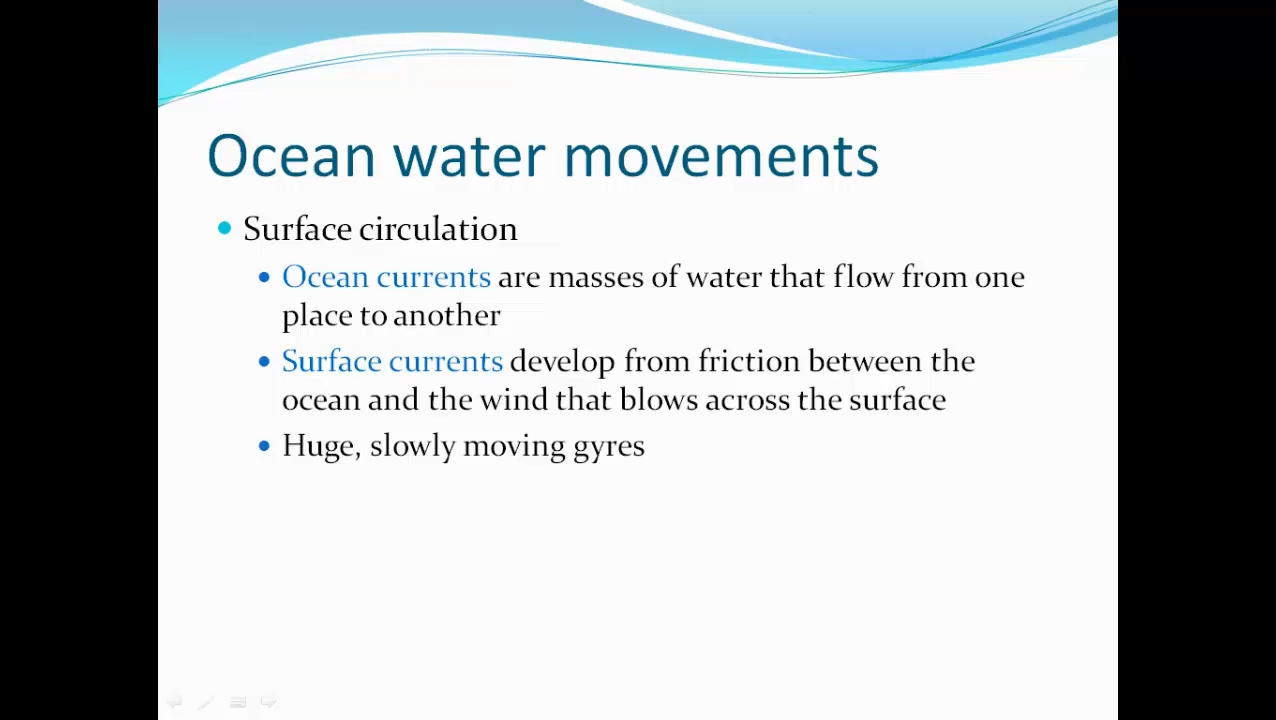 Ocean water movements
• Surface circulation
• Ocean currents are masses of water that flow from one
place to another
• Surface currents develop from friction between the
ocean and the wind that blows across the surface
• Huge, slowly moving gyres